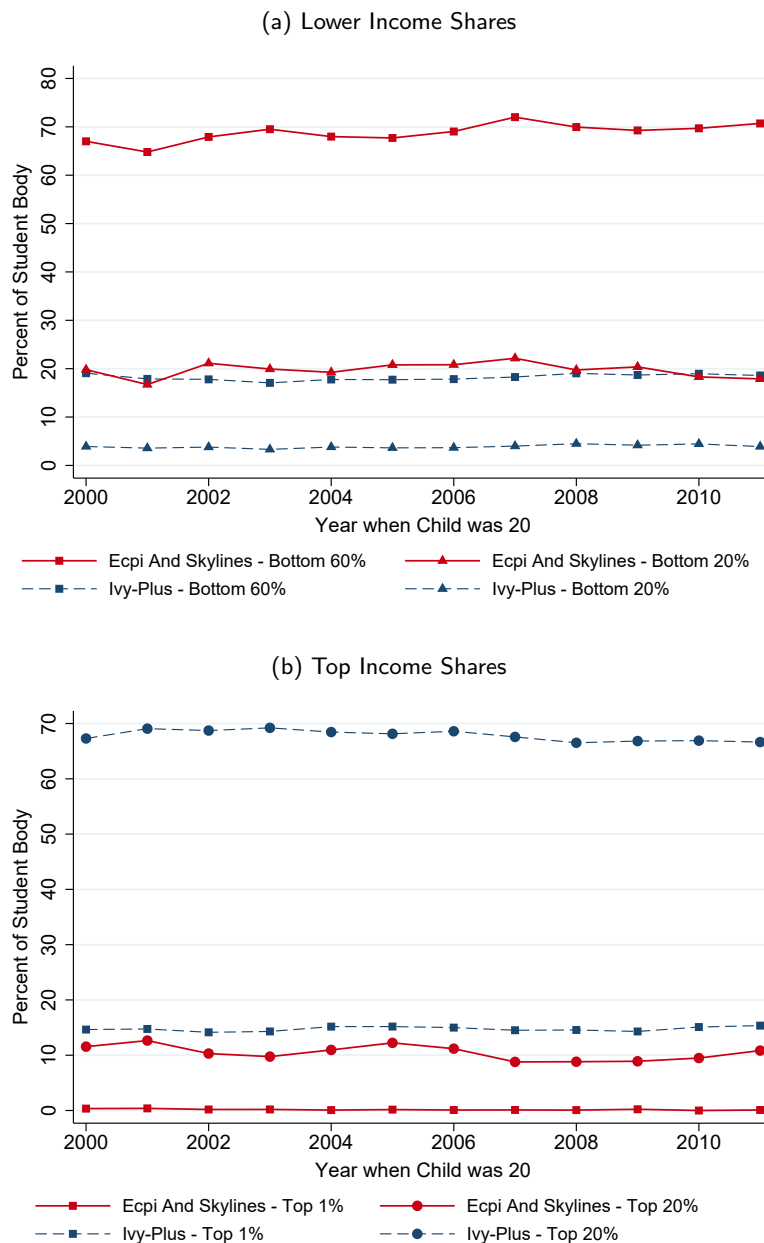 (a) Lower Income Shares
Percent of Student Body
80
70
60
50
40
30
20
10
0
2000 2002 2004 2006 2008 2010
Year when Child was 20
Ecpi And Skylines - Bottom 60% Ecpi And Skylines - Bottom 20%
Ivy-Plus - Bottom 60% Ivy-Plus - Bottom 20%
(b) Top Income Shares
Percent of Student Body
70
60
50
40
30
20
10
0
2000 2002 2004 2006 2008 2010
Year when Child was 20
Ecpi And Skylines - Top 1% Ecpi And Skylines - Top 20%
Ivy-Plus - Top 1% Ivy-Plus - Top 20%